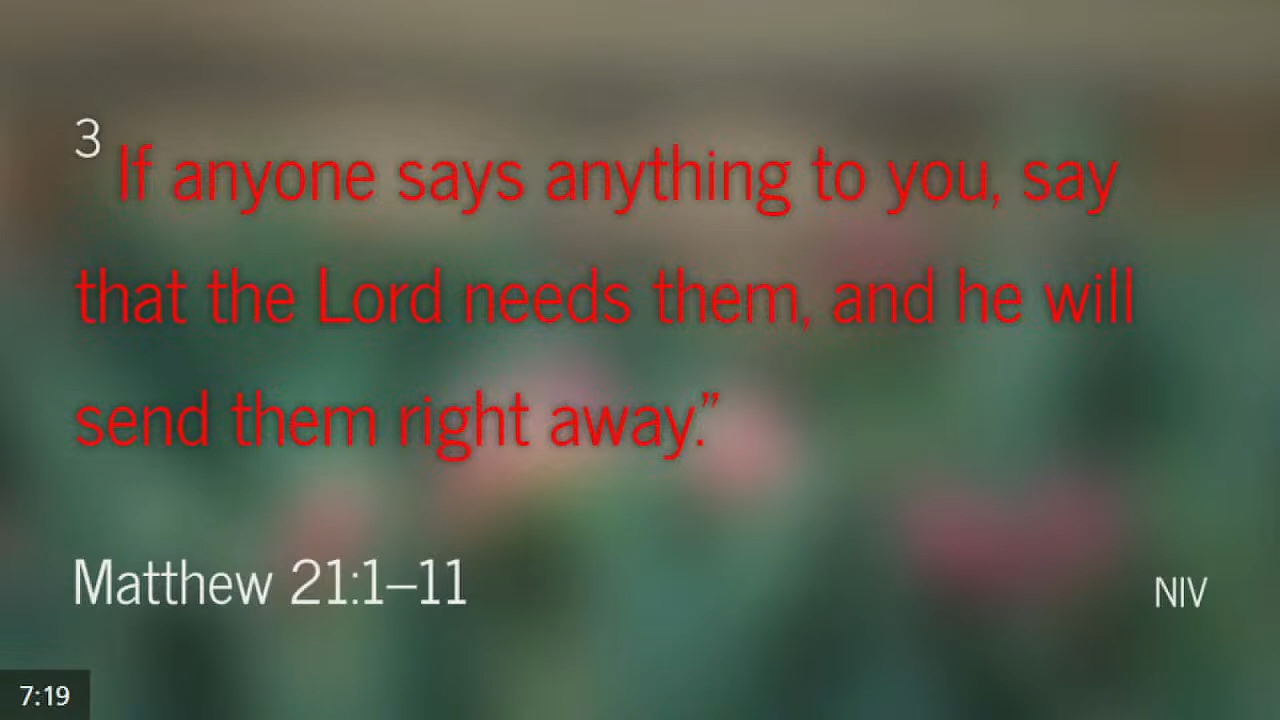 3 If anyone says anything to you, say
that the Lord needs them, and he will
send them right away.”
Matthew 21:1–11
NIV
7:19